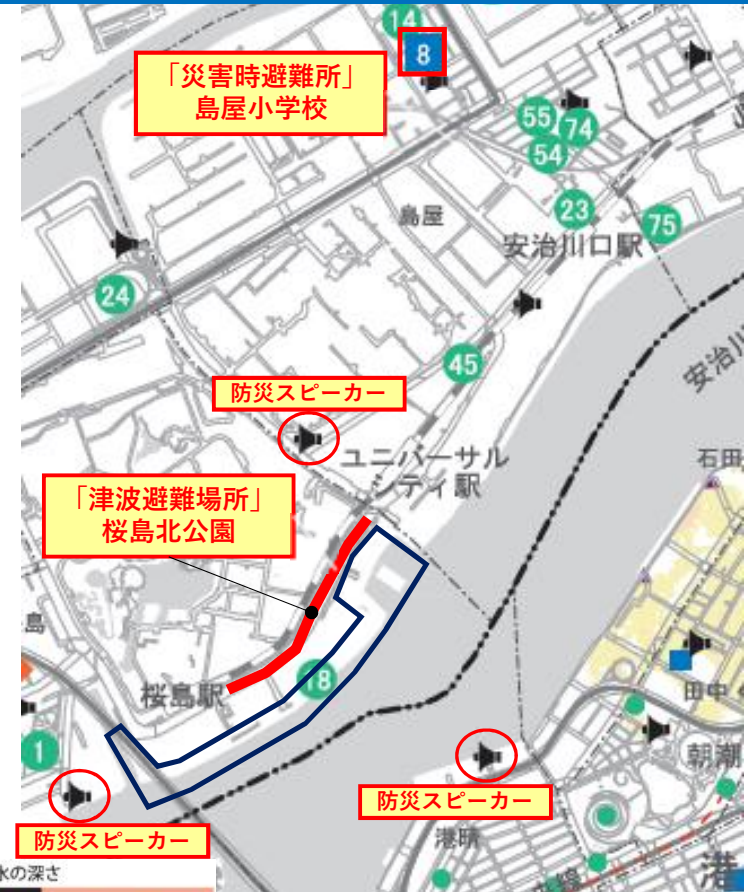 14
8
「災害時避難所」
島屋小学校
55
74
54
23
75
島屋
安治川口駅
24
45
安治川
防災スピーカー
ユニバーサル
シティ駅
石田
「津波避難場所」
桜島北公園
島
桜島駅
18
田中
1
朝潮
防災スピーカー
防災スピーカー
港晴
水の深さ
港